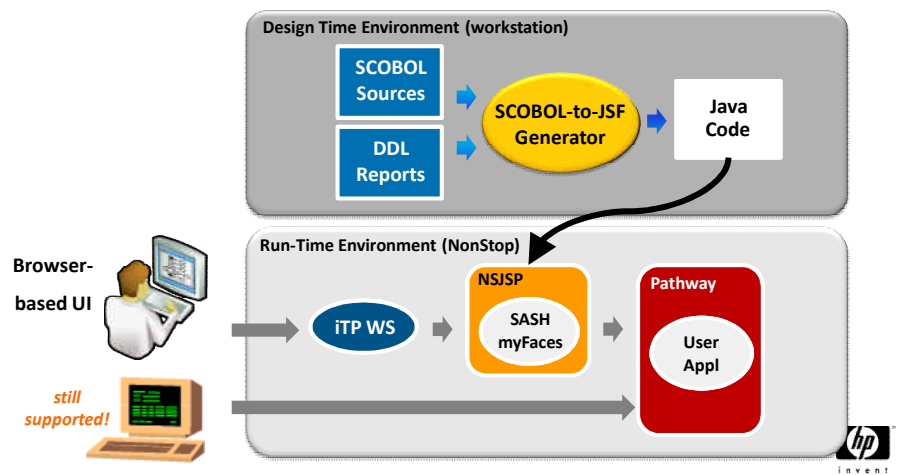 Design Time Environment (workstation)
SCOBOL
Sources
DDL
Reports
SCOBOL-to-JSF
Generator
Java
Code
Run-Time Environment (NonStop)
Browser-
based UI
iTP WS
NSJSP
SASH
myFaces
Pathway
User
Appl
still
supported!
hp
invent